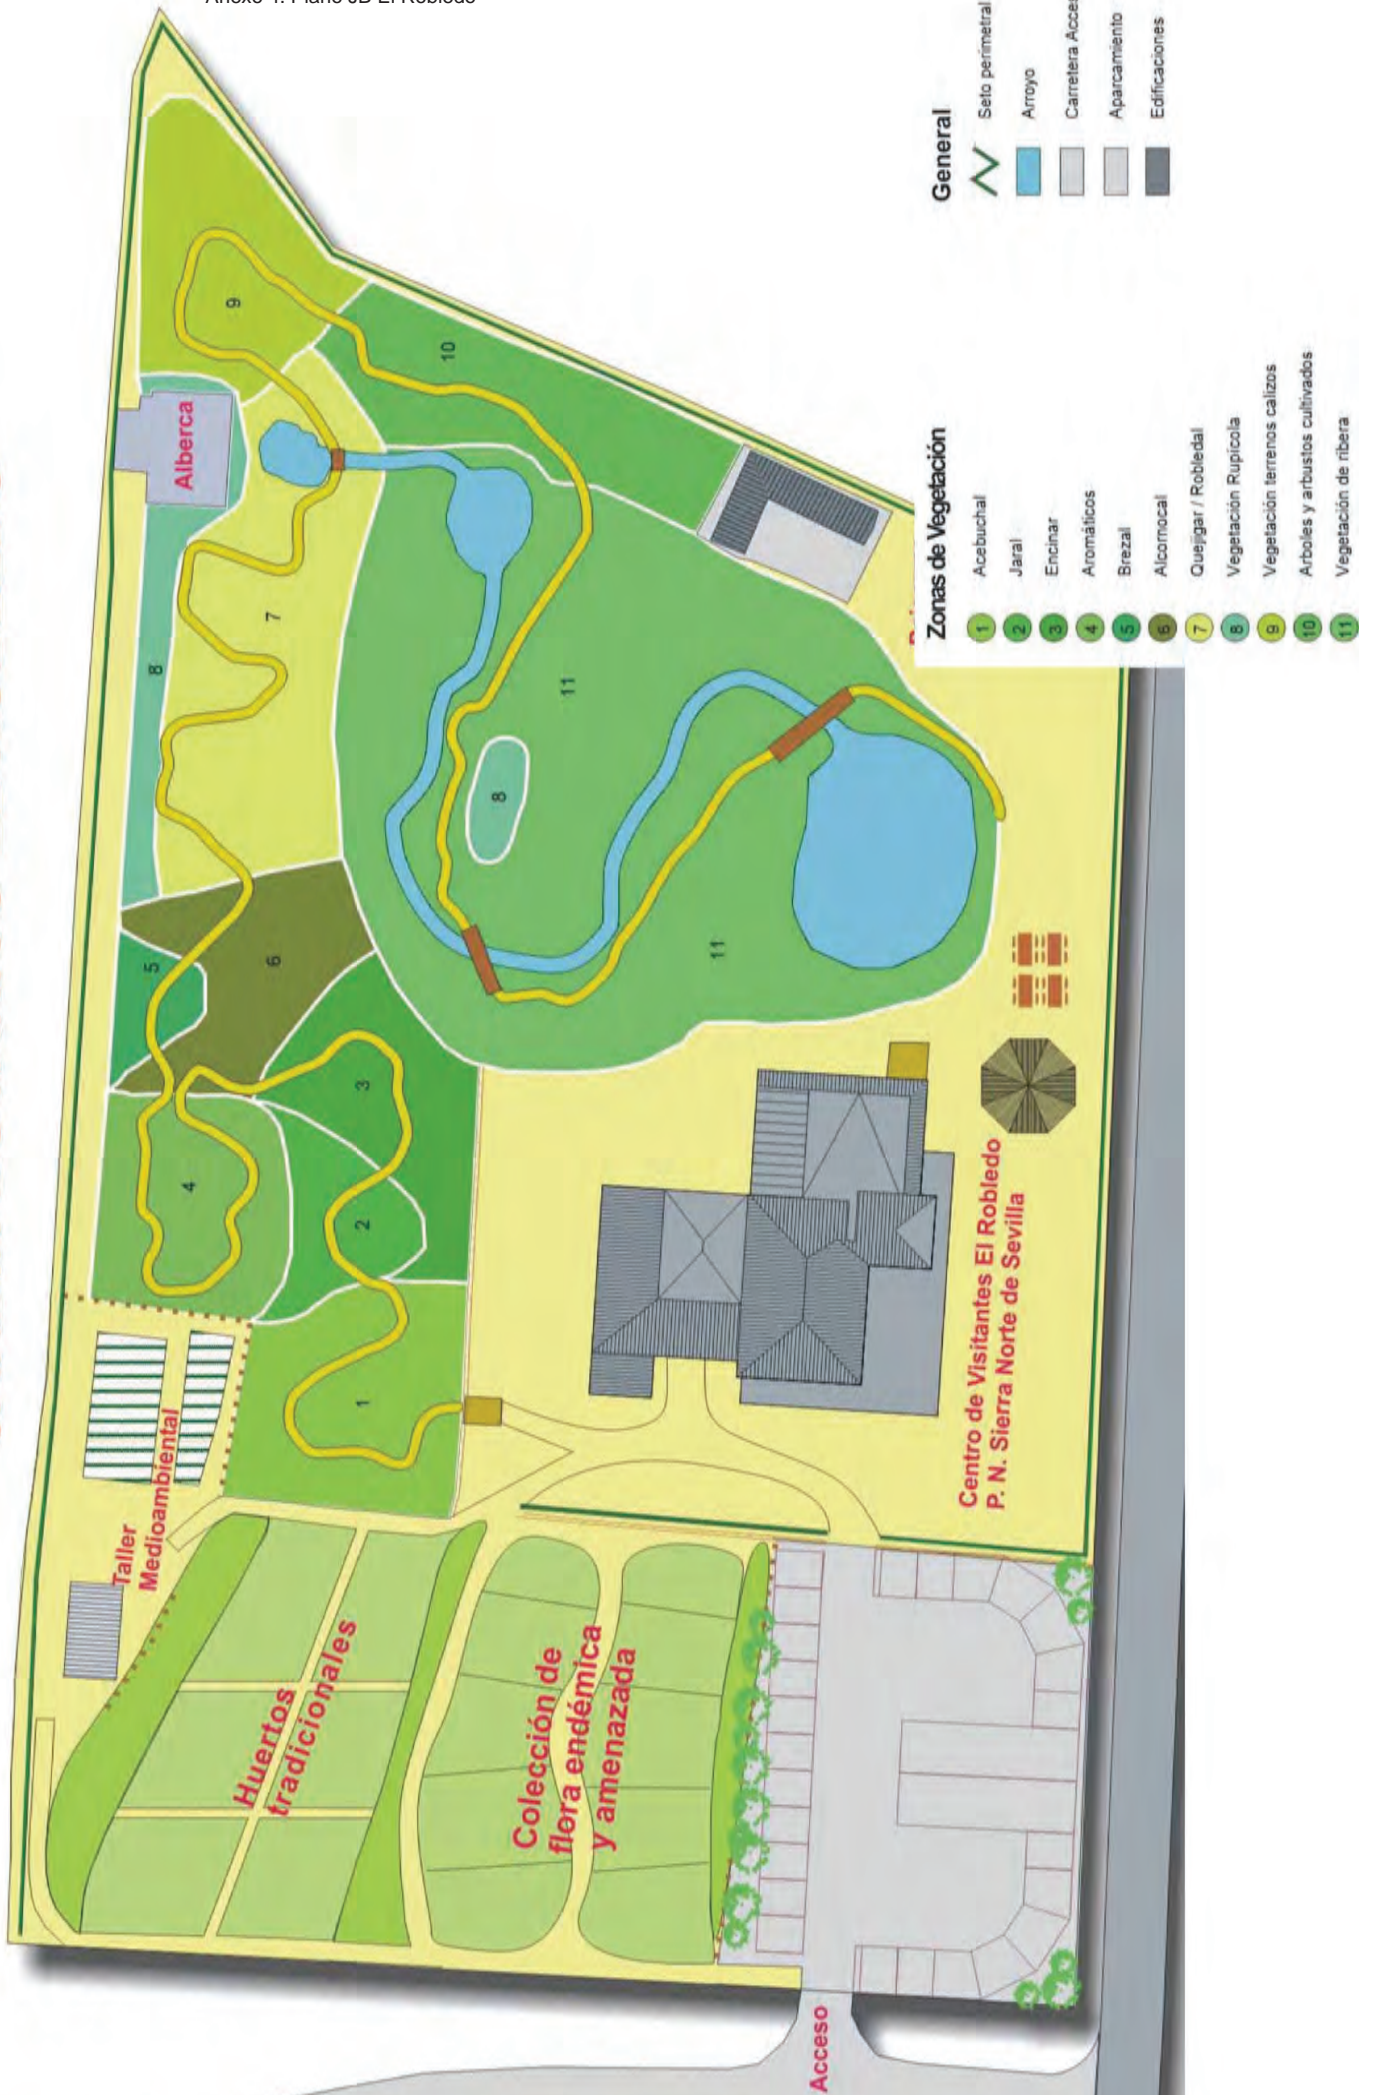 Anexo 4. Plano JB El Robledo
General
Seto perimetral
Arroyo
Aparcamiento
Edificaciones
Zonas de Vegetación
1 Acebuchal
2 Jaral
3 Encinar
4 Aromáticos
5 Brezal
6 Alcornocal
7 Quejigar / Robledal
8 Vegetación Rupícola
9 Vegetación terrenos calizos
10 Árboles y arbustos cultivados
11 Vegetación de ribera
Alberca
9
10
7
8
11
8
11
5
6
3
4
2
1
Taller
Medioambiental
Huertos
tradicionales
Colección de
flora endémica
y amenazada
Centro de Visitantes El Robledo
P. N. Sierra Norte de Sevilla
Acceso